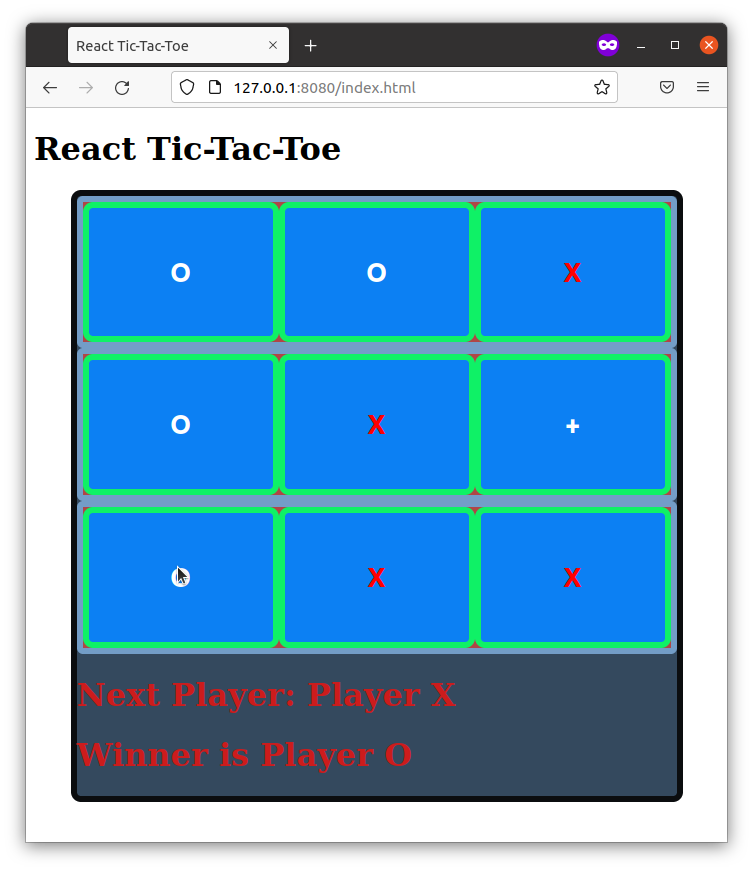 React Tic-Tac-Toe
127.0.0.1:8080/index.html
React Tic-Tac-Toe
O O X
O X +
O X X
Next Player: Player X
Winner is Player O